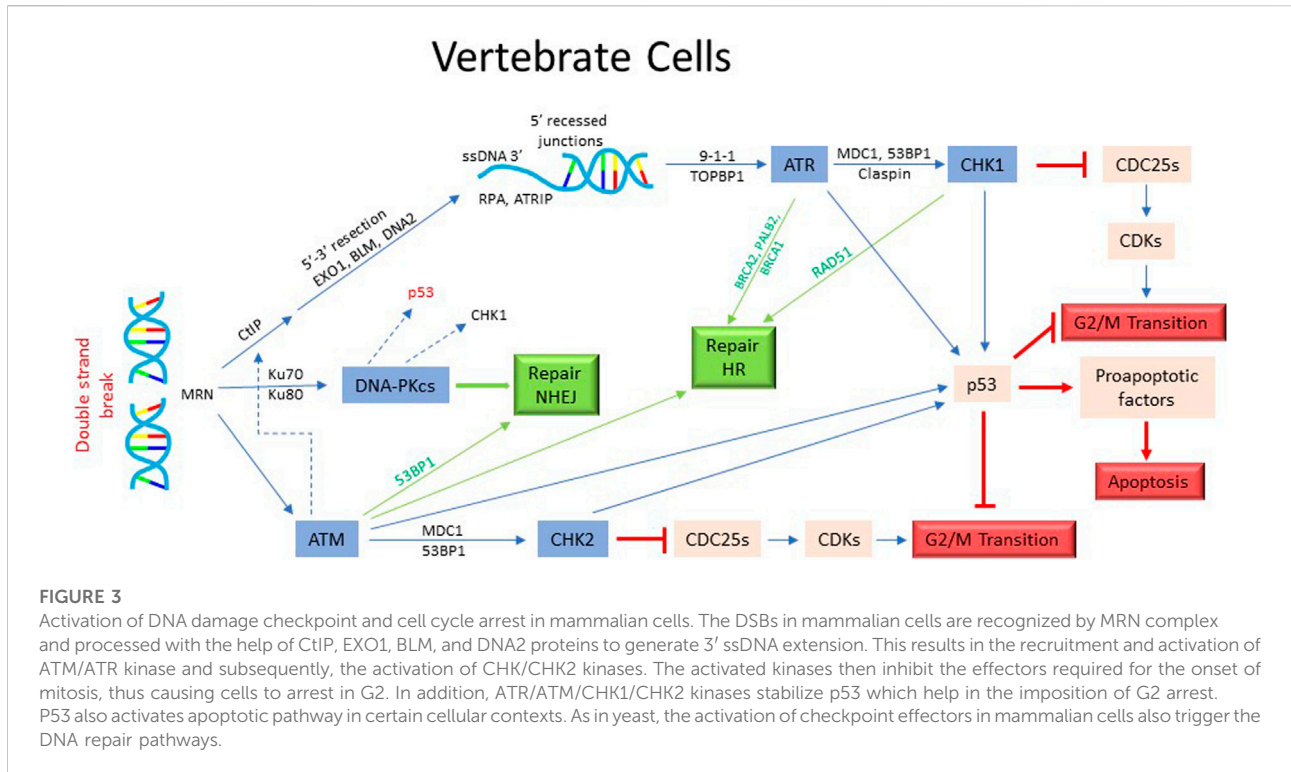 Vertebrate Cells
5' recessed
junctions
ssDNA 3'
RPA, ATRIP
9-1-1
TOPBP1
ATR
MDC1, 53BP1
Claspin
CHK1
CDC25s
CDKs
G2/M Transition
5'-3' resection
EXO1, BLM, DNA2
CtIP
BRCA2, PALB2,
BRCA1
RAD51
p53
CHK1
Double strand
break
MRN
Ku70
Ku80
DNA-PKcs
Repair
NHEJ
Repair
HR
p53
Proapoptotic
factors
Apoptosis
53BP1
ATM
MDC1
53BP1
CHK2
CDC25s
CDKs
G2/M Transition
FIGURE 3
Activation of DNA damage checkpoint and cell cycle arrest in mammalian cells. The DSBs in mammalian cells are recognized by MRN complex
and processed with the help of CtIP, EXO1, BLM, and DNA2 proteins to generate 3′ ssDNA extension. This results in the recruitment and activation of
ATM/ATR kinase and subsequently, the activation of CHK/CHK2 kinases. The activated kinases then inhibit the effectors required for the onset of
mitosis, thus causing cells to arrest in G2. In addition, ATR/ATM/CHK1/CHK2 kinases stabilize p53 which help in the imposition of G2 arrest.
P53 also activates apoptotic pathway in certain cellular contexts. As in yeast, the activation of checkpoint effectors in mammalian cells also trigger the
DNA repair pathways.